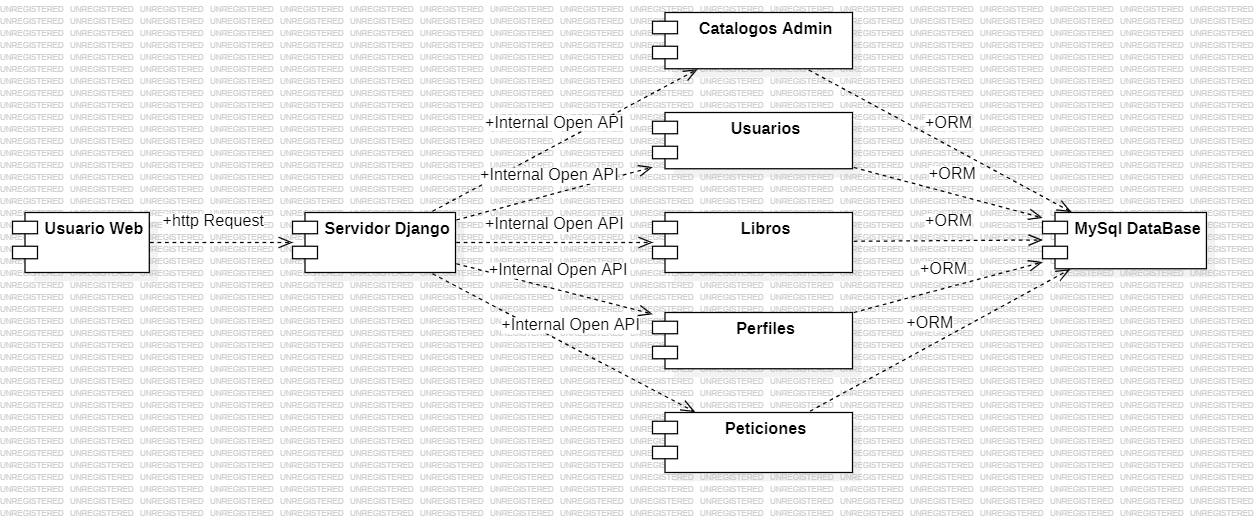 Catalogos Admin
+Internal Open API
+ORM
Usuarios
+Internal Open API
+ORM
+http Request
+Internal Open API
+ORM
Usuario Web
Servidor Django
Libros
MySql DataBase
+Internal Open API
+ORM
Perfiles
+Internal Open API
+ORM
Peticiones
UNREGISTERED